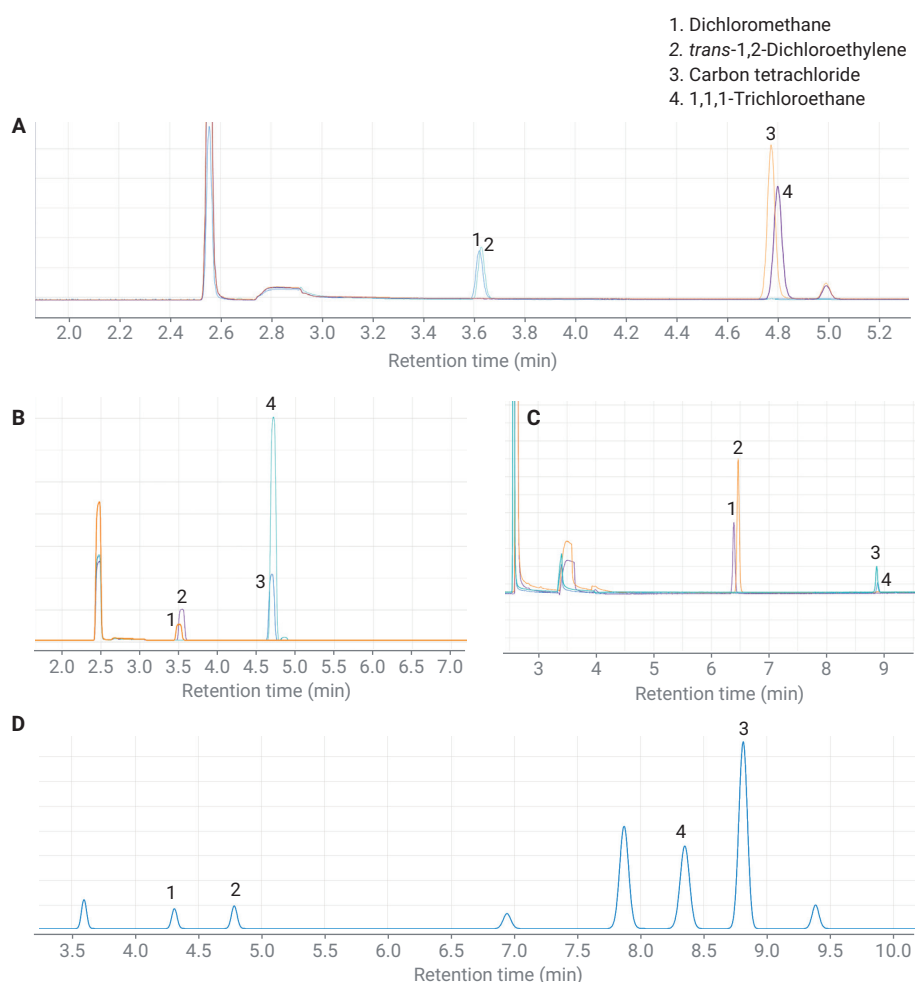 1. Dichloromethane
2. trans-1,2-Dichloroethylene
3. Carbon tetrachloride
4. 1,1,1-Trichloroethane
A
3
4
1 2
2.0 2.2 2.4 2.6 2.8 3.0 3.2 3.4 3.6 3.8 4.0 4.2 4.4 4.6 4.8 5.0 5.2
Retention time (min)
B
4
3
2
1
2.0 2.5 3.0 3.5 4.0 4.5 5.0 5.5 6.0 6.5 7.0
Retention time (min)
C
2
1
3
4
3 4 5 6 7 8 9
Retention time (min)
D
3
4
1 2
3.5 4.0 4.5 5.0 5.5 6.0 6.5 7.0 7.5 8.0 8.5 9.0 9.5 10.0
Retention time (min)